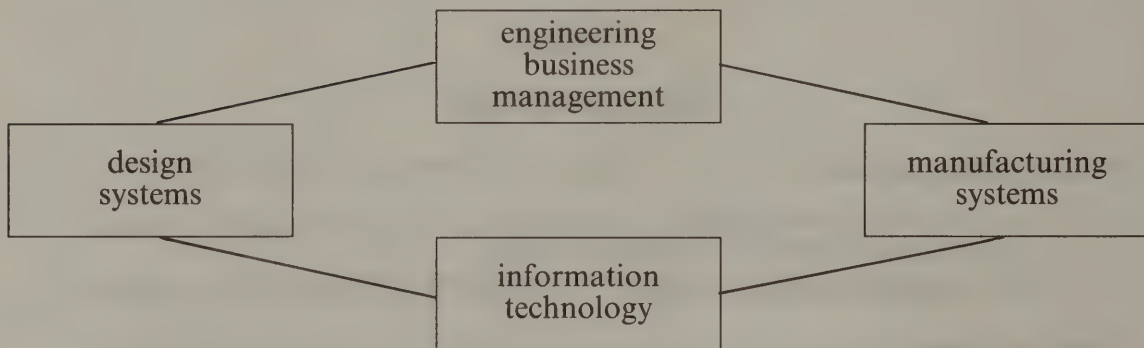 engineering
business
management
design
systems
manufacturing
systems
information
technology